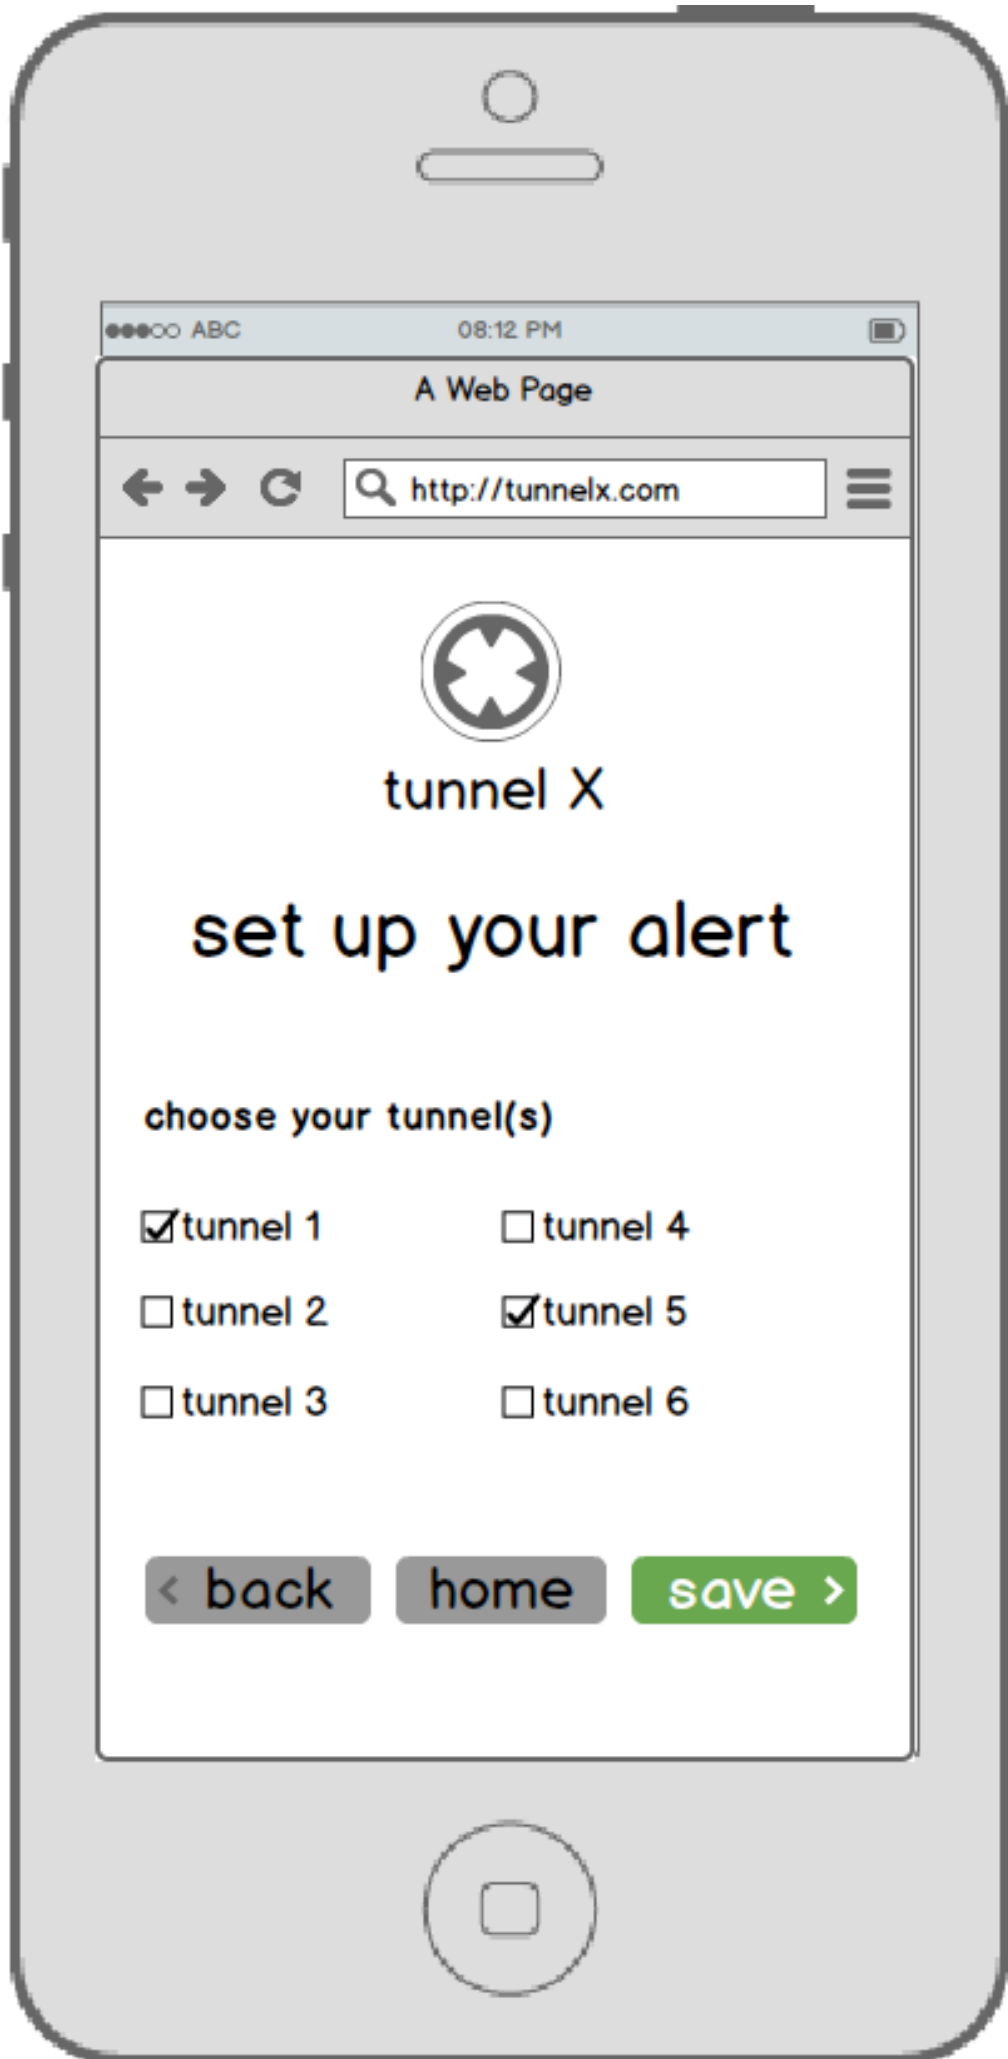 ABC 08:12 PM
A Web Page
http://tunnelx.com
tunnel X
set up your alert
choose your tunnel(s)
tunnel 1 tunnel 4
tunnel 2 tunnel 5
tunnel 3 tunnel 6
back home save